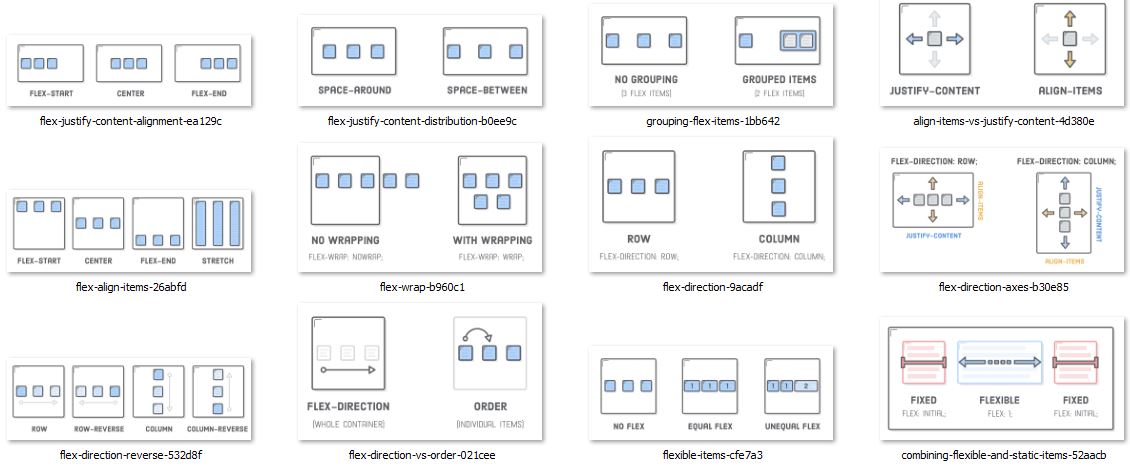 FLEX-START CENTER FLEX-END
flex-justify-content-alignment-ea129c
SPACE-AROUND SPACE-BETWEEN
flex-justify-content-distribution-b0ee9c
NO GROUPING GROUPED ITEMS
(3 FLEX ITEMS) (2 FLEX ITEMS)
grouping-flex-items-1bb642
JUSTIFY-CONTENT ALIGN-ITEMS
align-items-vs-justify-content-4d380e
FLEX-START CENTER FLEX-END STRETCH
flex-align-items-26abfd
NO WRAPPING WITH WRAPPING
FLEX-WRAP: NOWRAP; FLEX-WRAP: WRAP;
flex-wrap-b960c1
ROW COLUMN
FLEX-DIRECTION: ROW; FLEX-DIRECTION: COLUMN;
flex-direction-9acadf
FLEX-DIRECTION: ROW; FLEX-DIRECTION: COLUMN;
ALIGN-ITEMS
JUSTIFY-CONTENT
JUSTIFY-CONTENT
ALIGN-ITEMS
flex-direction-axes-b30e85
ROW ROW-REVERSE COLUMN COLUMN-REVERSE
flex-direction-reverse-532d8f
FLEX-DIRECTION ORDER
(WHOLE CONTAINER) (INDIVIDUAL ITEMS)
flex-direction-vs-order-021cee
1 1 1 1 1 2
NO FLEX EQUAL FLEX UNEQUAL FLEX
flexible-items-cfe7a3
FIXED FLEXIBLE FIXED
FLEX: INITIAL; FLEX: 1; FLEX: INITIAL;
combining-flexible-and-static-items-52aacb